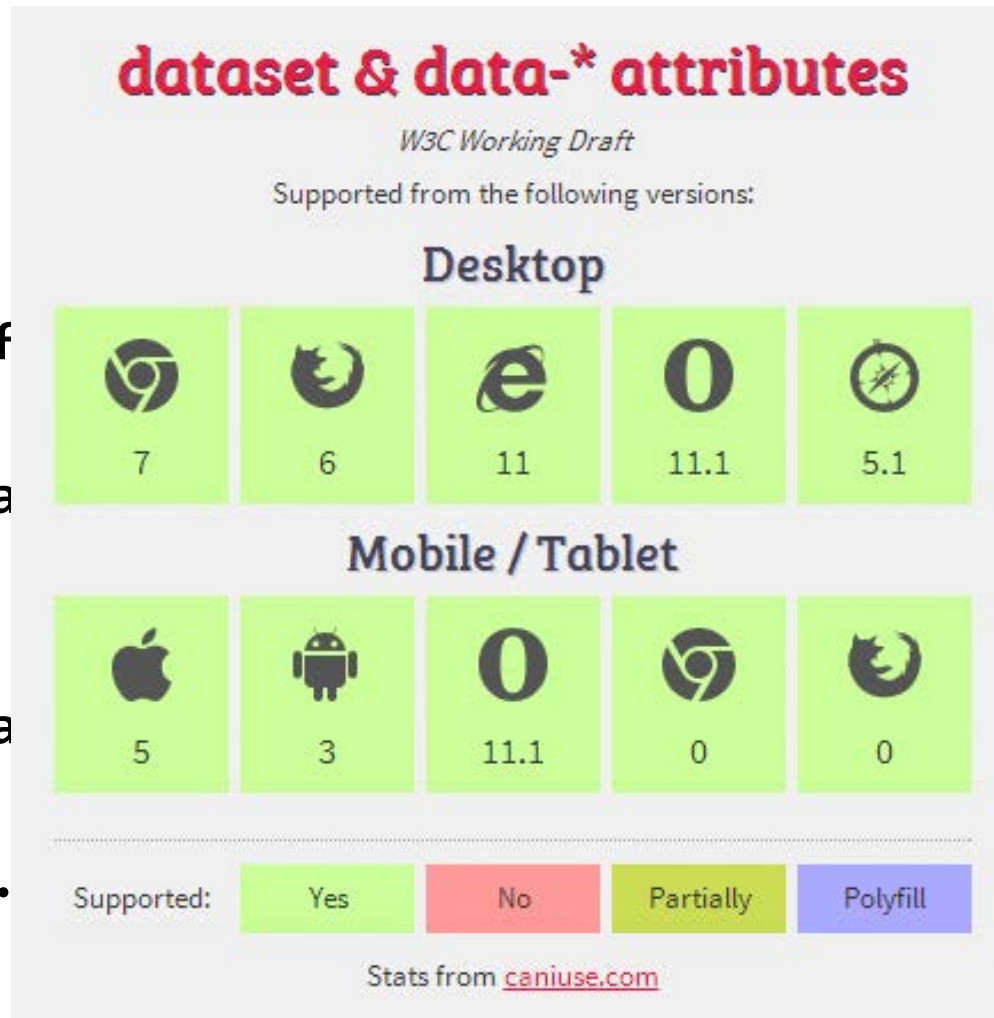 dataset & data-* attributes
W3C Working Draft
Supported from the following versions:
Desktop
f
7 6 11 11.1 5.1
a
Mobile / Tablet
a
5 3 11.1 0 0
.
Supported: Yes No Partially Polyfill
Stats from caniuse.com